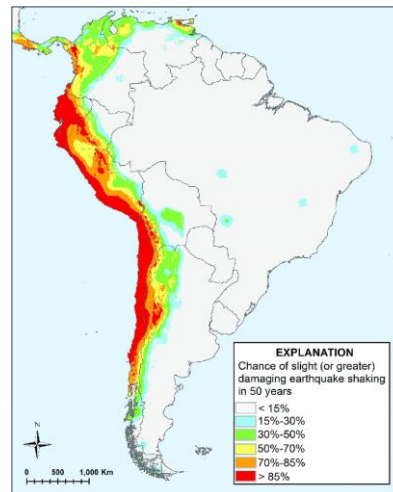 N
0 500 1,000 Km
EXPLANATION
Chance of slight (or greater)
damaging earthquake shaking
in 50 years
< 15%
15%-30%
30%-50%
50%-70%
70%-85%
> 85%